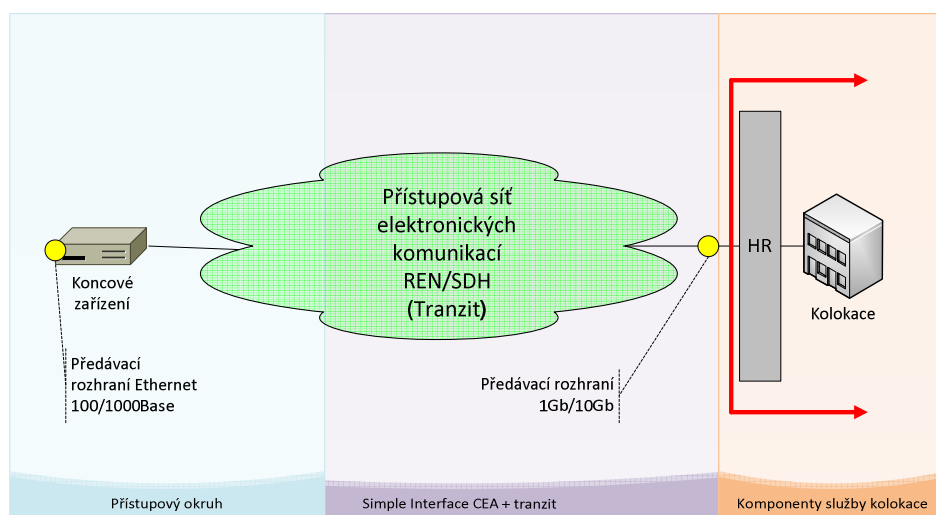 Přístupová síť
elektronických
komunikací
REN/SDH
(Tranzit)
HR
Koncové
zařízení
Kolokace
Předávací
rozhraní Ethernet
100/1000Base
Předávací rozhraní
1Gb/10Gb
Přístupový okruh
Simple Interface CEA + tranzit
Komponenty služby kolokace